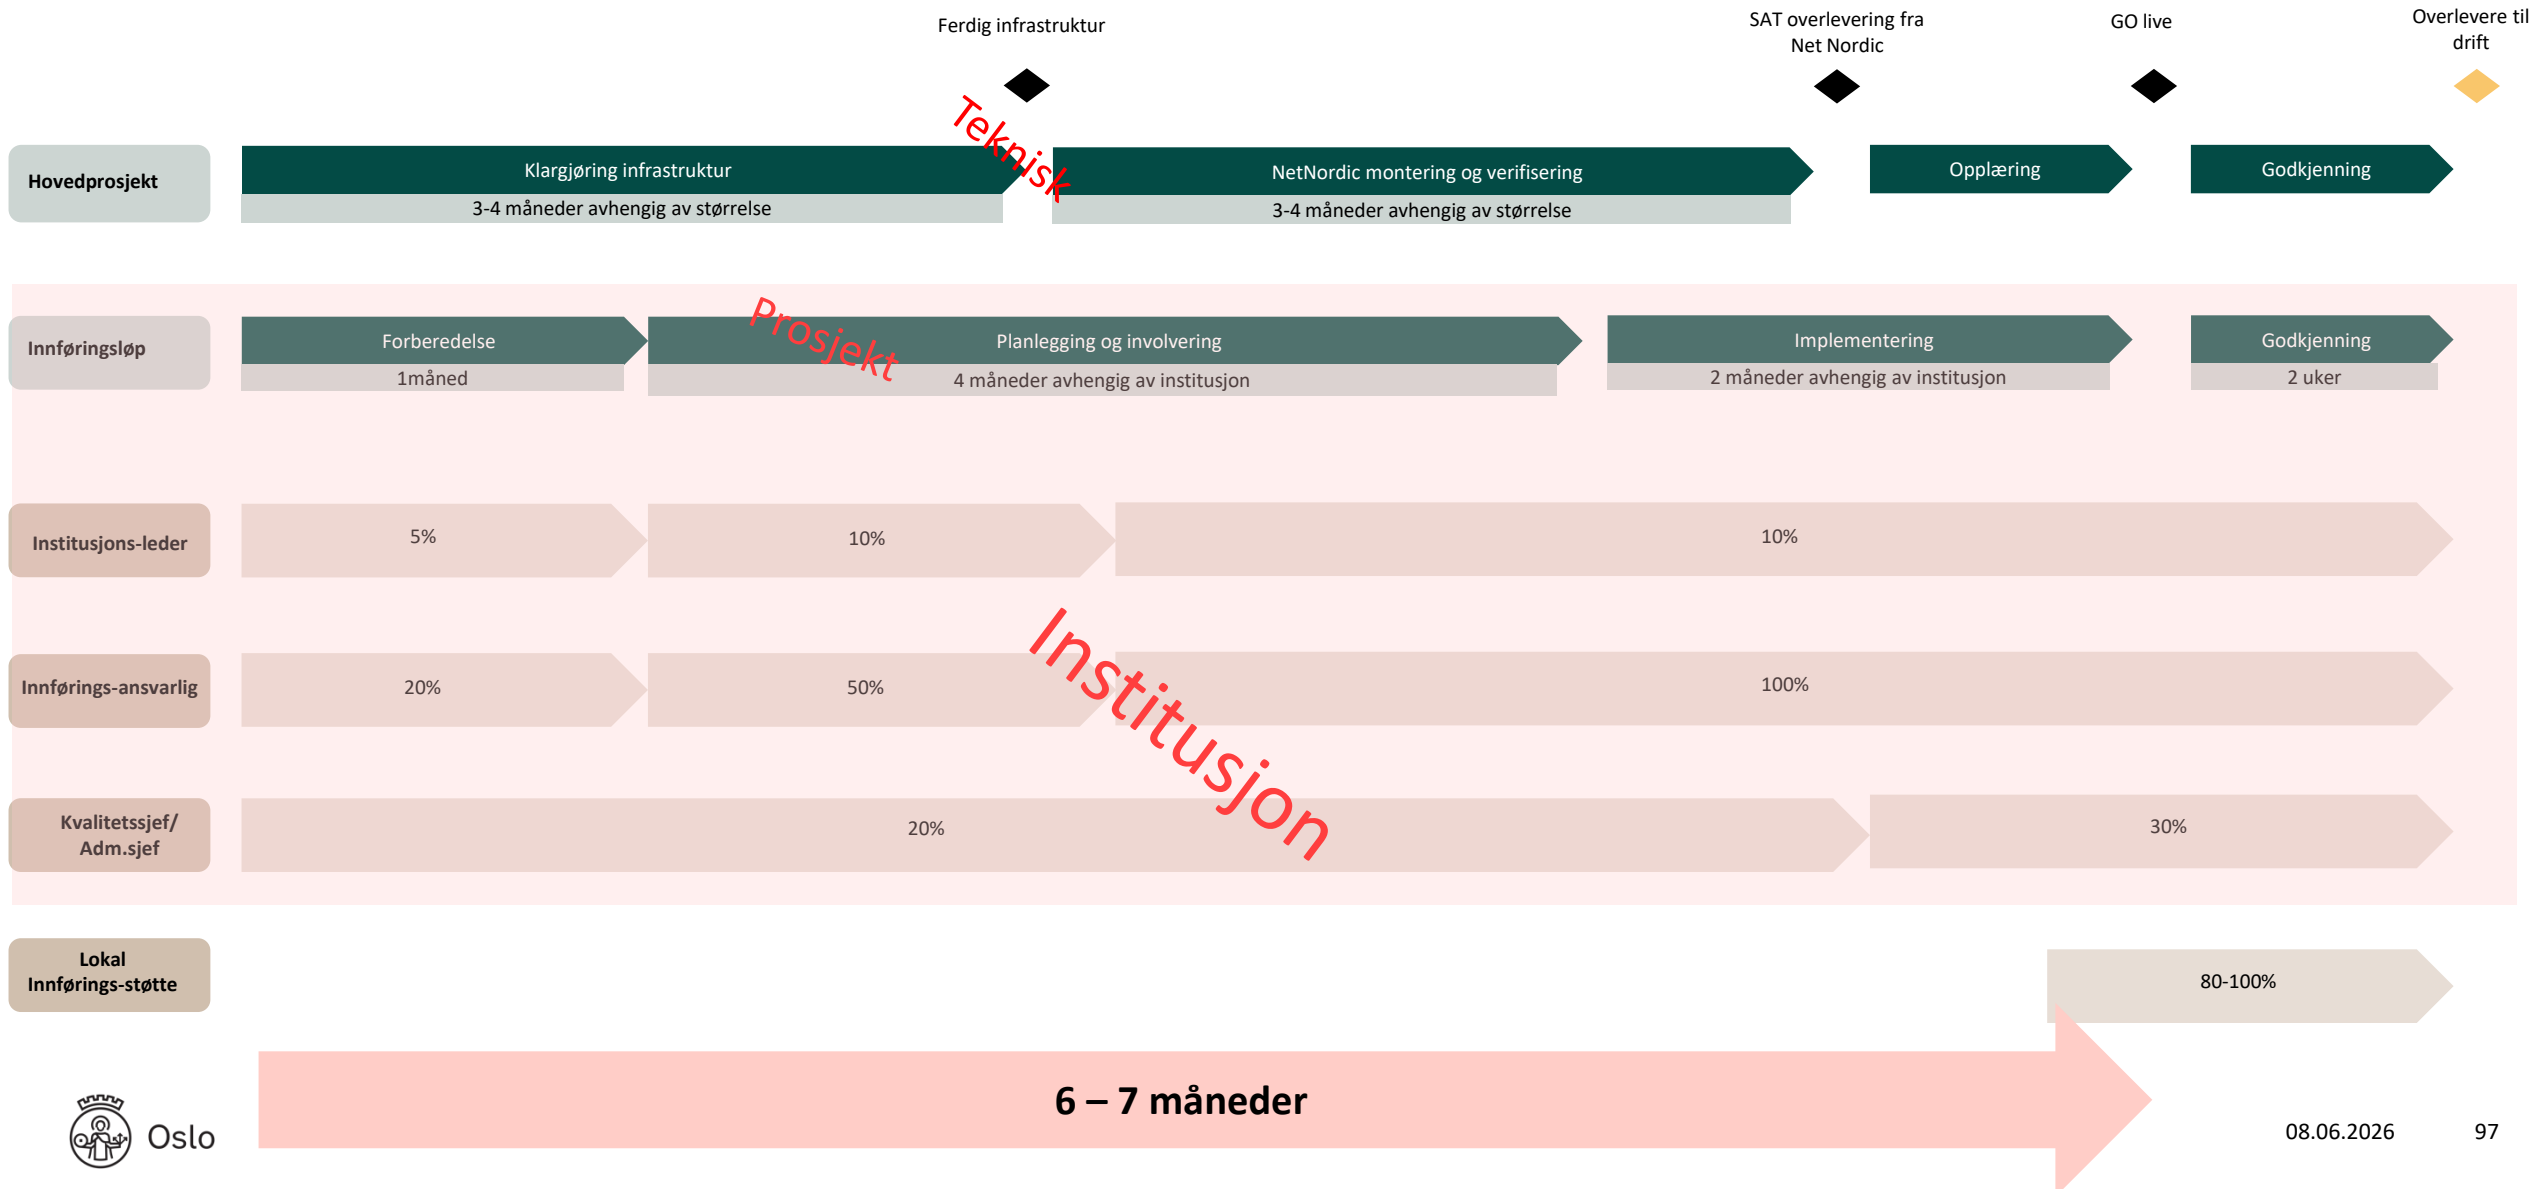 Ferdig infrastruktur
SAT overlevering fra
Net Nordic
GO live
Overlevere til
drift
Teknisk
Hovedprosjekt
Klargjøring infrastruktur
3-4 måneder avhengig av størrelse
NetNordic montering og verifisering
3-4 måneder avhengig av størrelse
Opplæring
Godkjenning
Prosjekt
Innføringsløp
Forberedelse
1måned
Planlegging og involvering
4 måneder avhengig av institusjon
Implementering
2 måneder avhengig av institusjon
Godkjenning
2 uker
Institusjons-leder
5%
10%
10%
Institusjon
Innførings-ansvarlig
20%
50%
100%
Kvalitetssjef/
Adm.sjef
20%
30%
Lokal
Innførings-støtte
80-100%
6 – 7 måneder
Oslo
08.06.2026
97